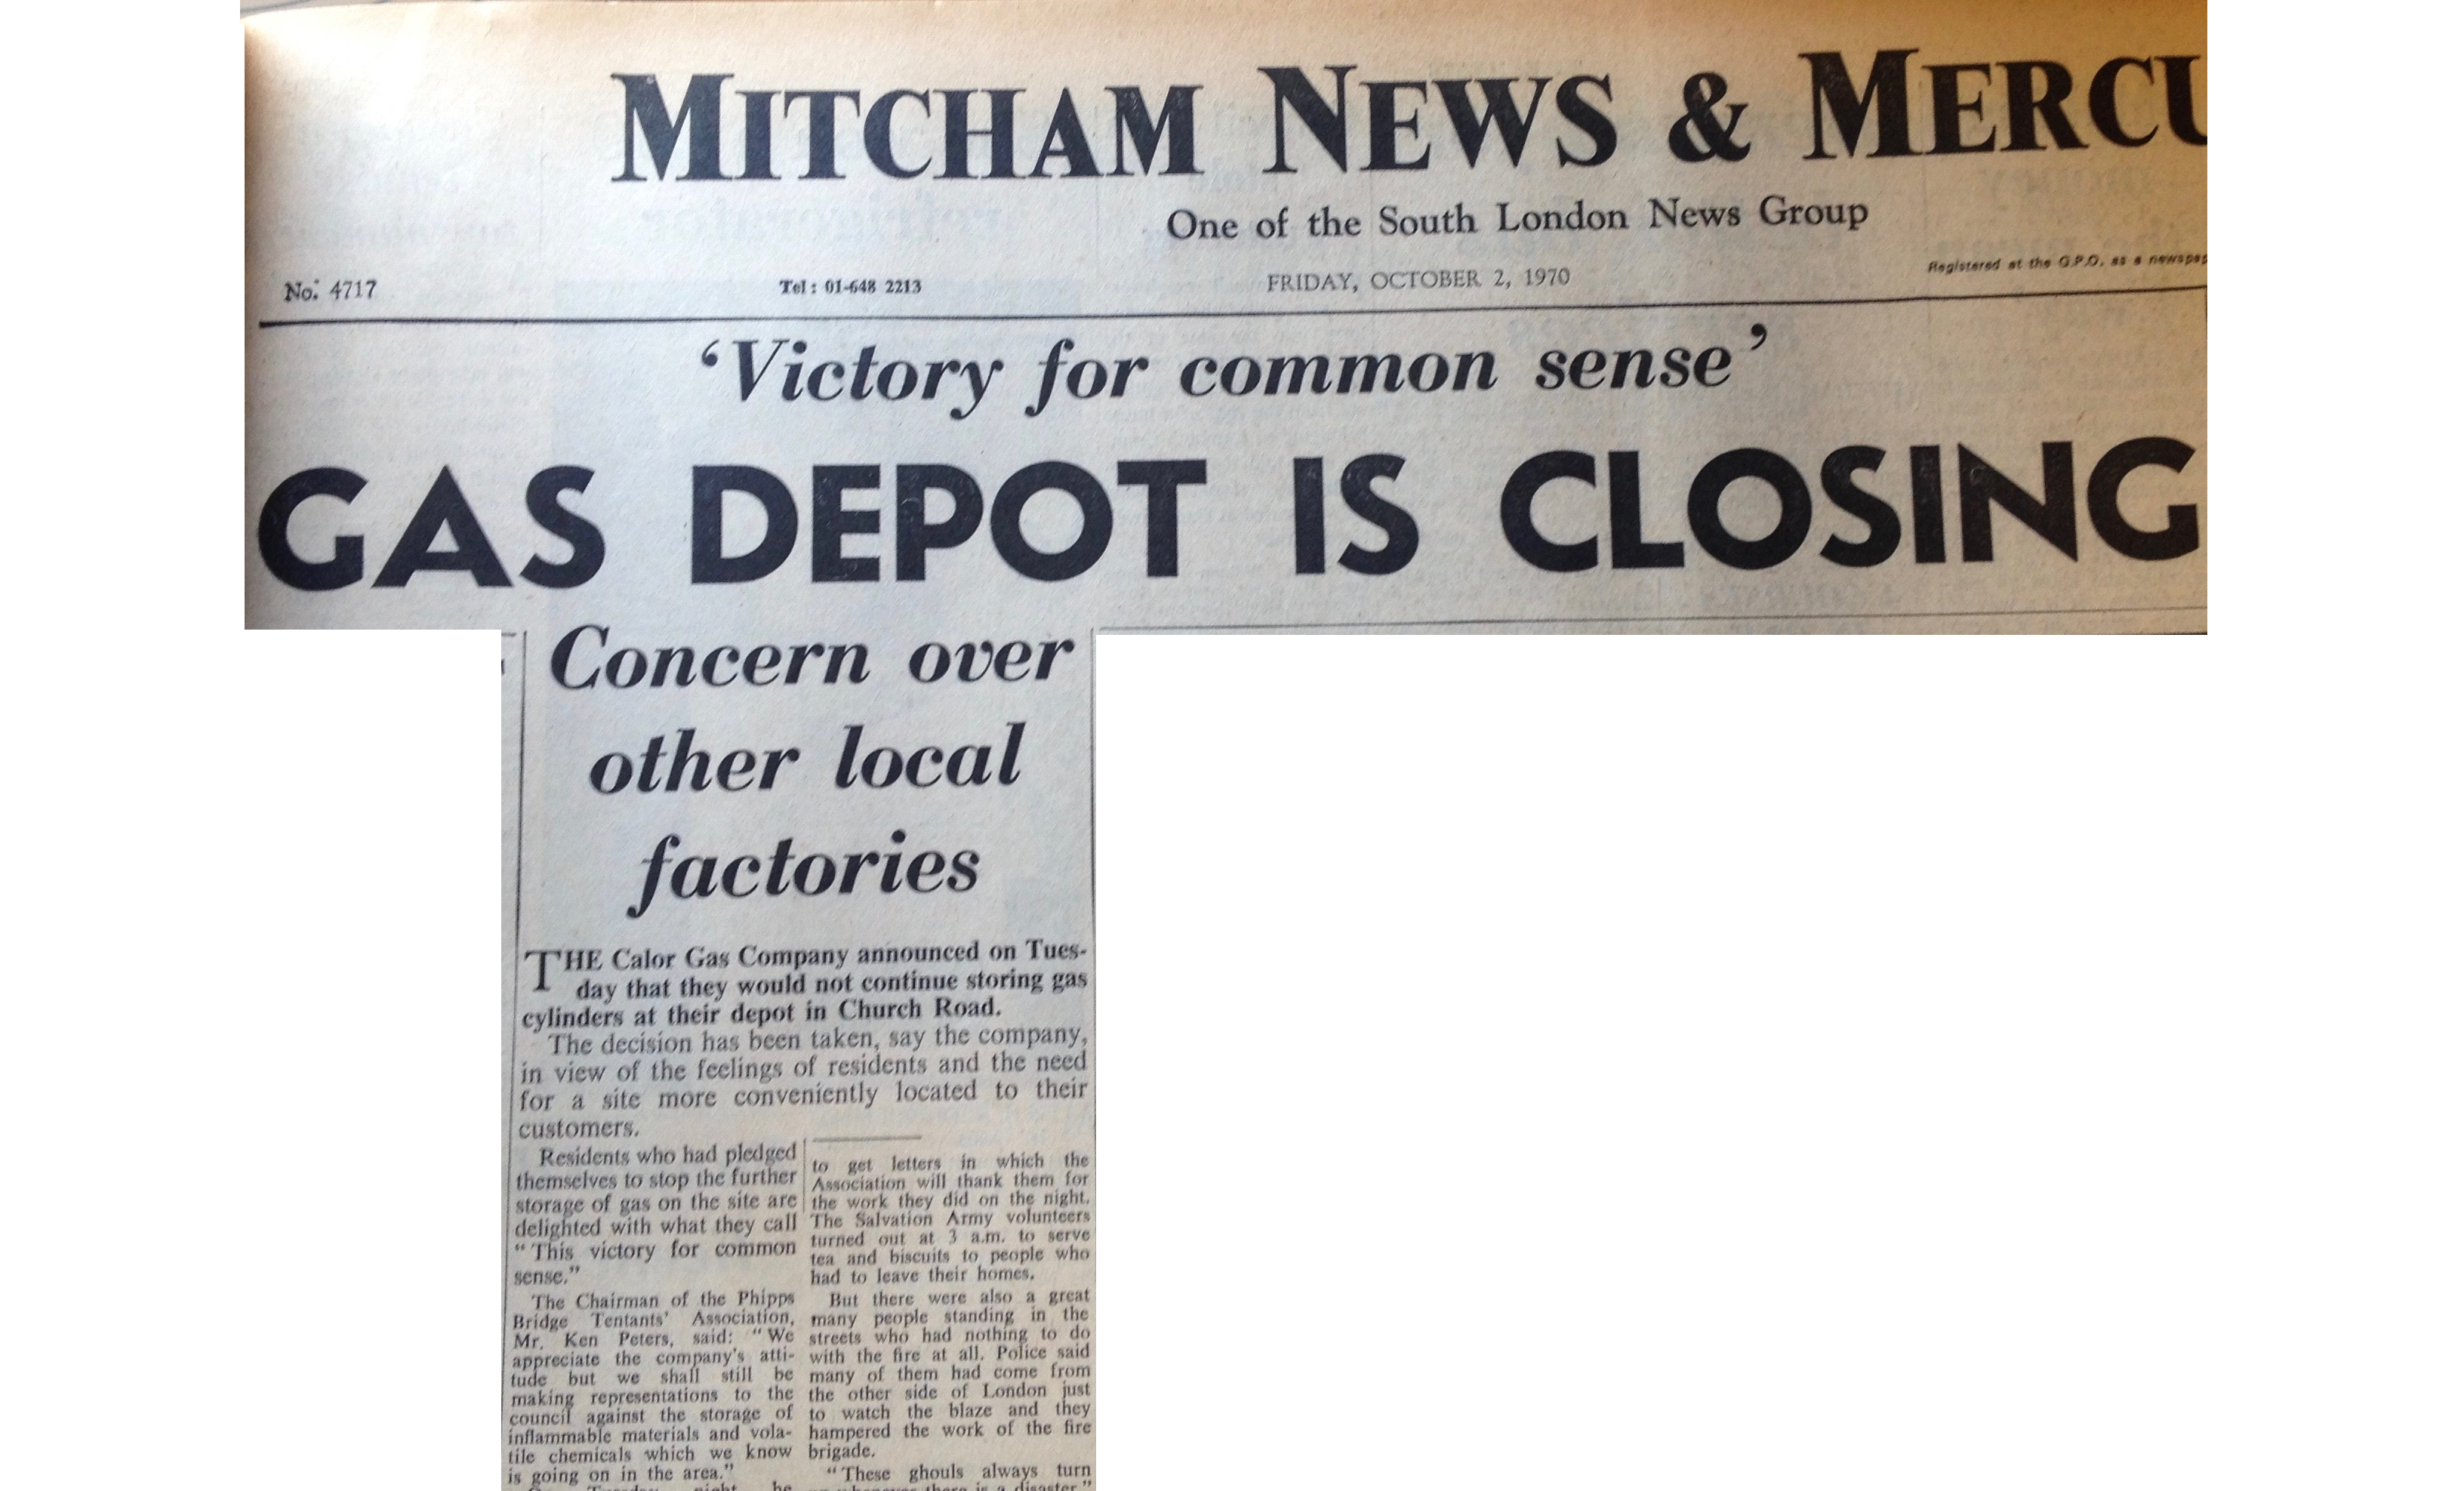 MITCHAM NEWS & MERCU
One of the South London News Group
No. 4717
Tel : 01-648 2213
FRIDAY, OCTOBER 2, 1970
Registered at the G.P.O. as a newspap
‘Victory for common sense’
GAS DEPOT IS CLOSING
Concern over
other local
factories
THE Calor Gas Company announced on Tues-
day that they would not continue storing gas
cylinders at their depot in Church Road.
The decision has been taken, say the company,
in view of the feelings of residents and the need
for a site more conveniently located to their
customers.
Residents who had pledged
themselves to stop the further
storage of gas on the site are
delighted with what they call
“This victory for common
sense.”
The Chairman of the Phipps
Bridge Tentants’ Association,
Mr. Ken Peters, said: “We
appreciate the company’s atti-
tude but we shall still be
making representations to the
council against the storage of
inflammable materials and vola-
tile chemicals which we know
is going on in the area.”
night he
to get letters in which the
Association will thank them for
the work they did on the night.
The Salvation Army volunteers
turned out at 3 a.m. to serve
tea and biscuits to people who
had to leave their homes.
But there were also a great
many people standing in the
streets who had nothing to do
with the fire at all. Police said
many of them had come from
the other side of London just
to watch the blaze and they
hampered the work of the fire
brigade.
“These ghouls always turn
whenever there is a disaster”